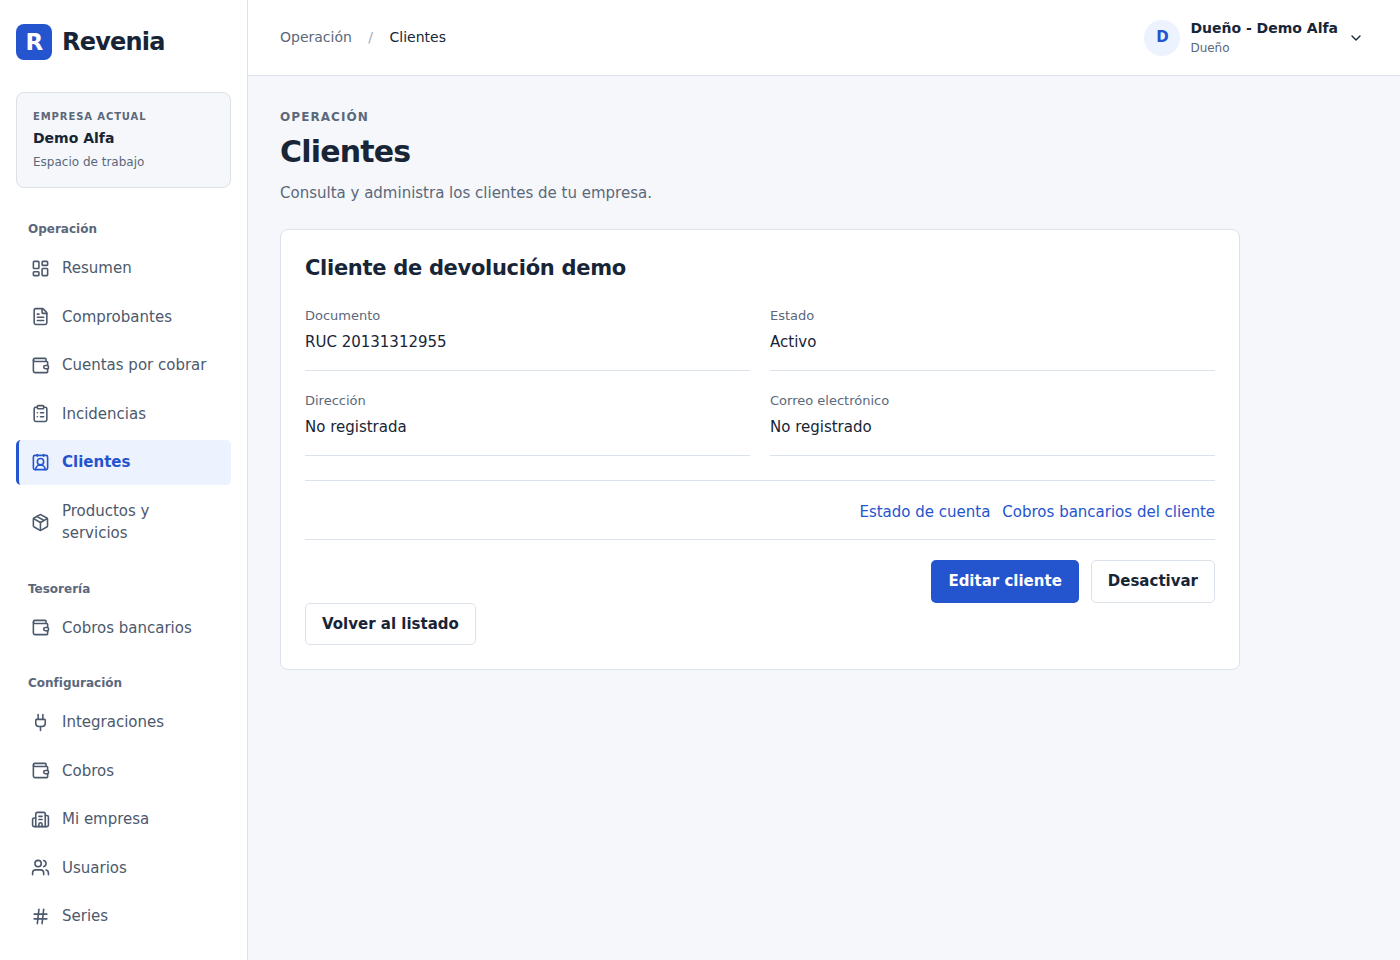 R Revenia
EMPRESA ACTUAL
Demo Alfa
Espacio de trabajo
Operación
Resumen
Comprobantes
Cuentas por cobrar
Incidencias
Clientes
Productos y
servicios
Tesorería
Cobros bancarios
Configuración
Integraciones
Cobros
Mi empresa
Usuarios
Series
Operación / Clientes
D
Dueño - Demo Alfa
Dueño
OPERACIÓN
Clientes
Consulta y administra los clientes de tu empresa.
Cliente de devolución demo
Documento
RUC 20131312955
Estado
Activo
Dirección
No registrada
Correo electrónico
No registrado
Estado de cuenta Cobros bancarios del cliente
Editar cliente Desactivar
Volver al listado